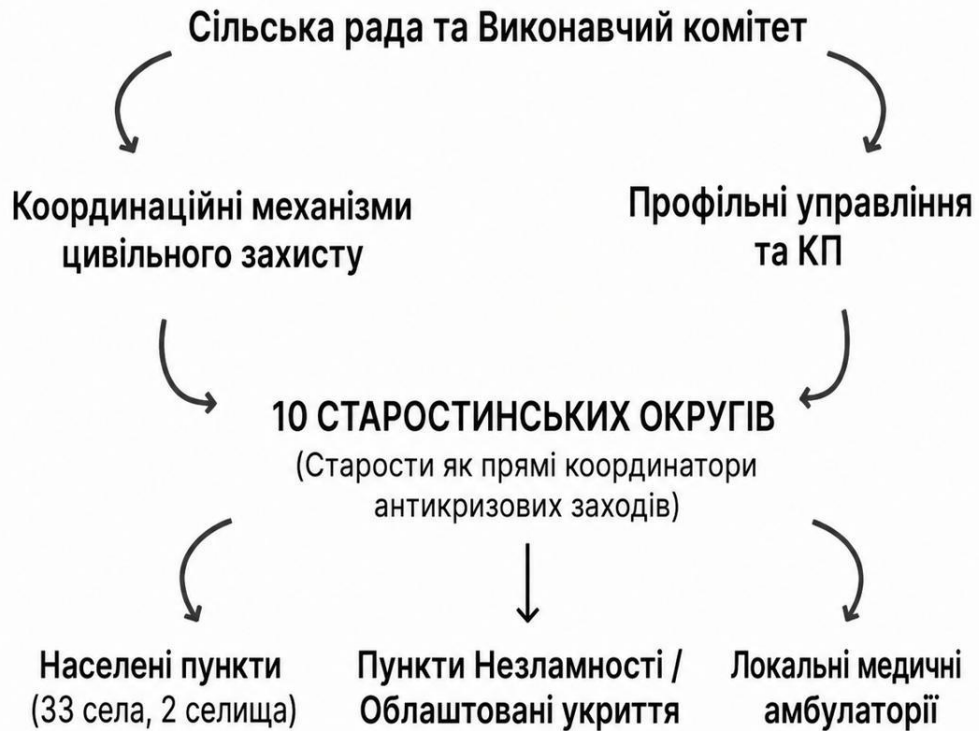 Сільська рада та Виконавчий комітет
Координаційні механізми
цивільного захисту
Профільні управління
та КП
10 СТАРОСТИНСЬКИХ ОКРУГІВ
(Старости як прямі координатори
антикризових заходів)
Населені пункти
(33 села, 2 селища)
Пункти Незламності /
Облаштовані укриття
Локальні медичні
амбулаторії